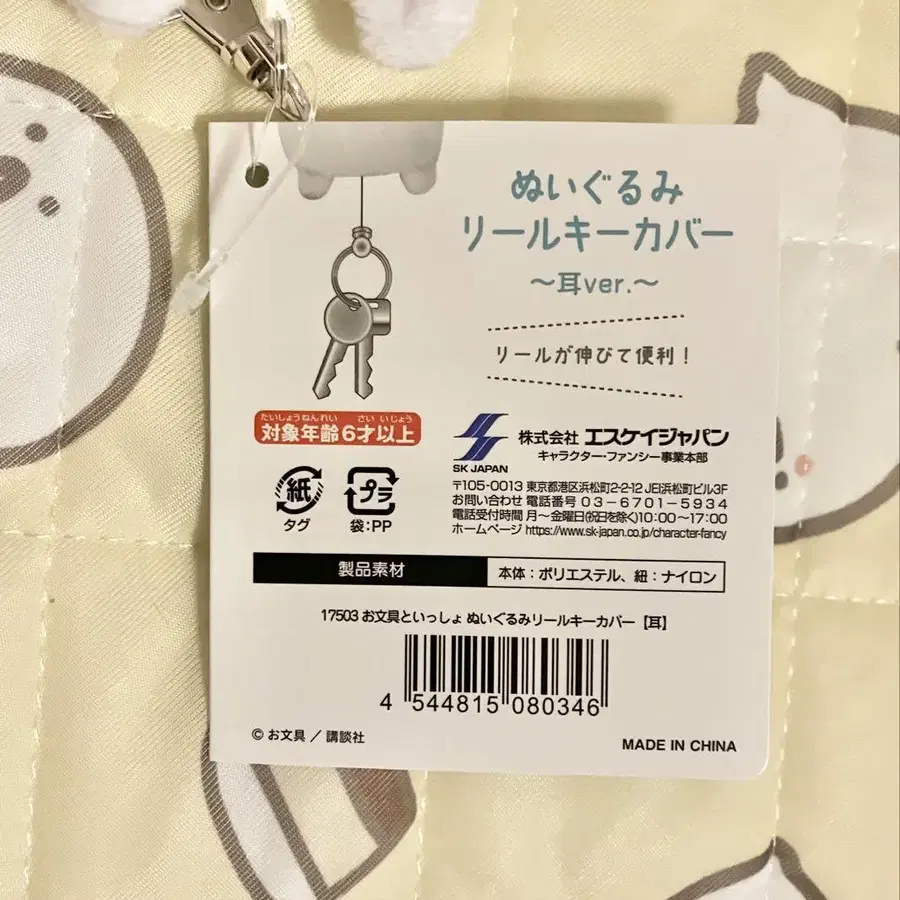 ぬいぐるみ
リールキーカバー
～耳ver.～
リールが伸びて便利！
たいしょうねんれい さい いじょう
対象年齢6才以上
SK JAPAN
株式会社 エスケイジャパン
キャラクター・ファンシー事業本部
〒105-0013 東京都港区浜松町2-2-12 JEI浜松町ビル3F
お問い合わせ 電話番号 03-6701-5934
電話受付時間 月～金曜日(祝日を除く)10:00～17:00
ホームページ https://www.sk-japan.co.jp/character-fancy
紙
タグ
プラ
袋:PP
製品素材
本体：ポリエステル、紐：ナイロン
17503 お文具といっしょ ぬいぐるみリールキーカバー【耳】
4 544815 080346
© お文具 / 講談社
MADE IN CHINA